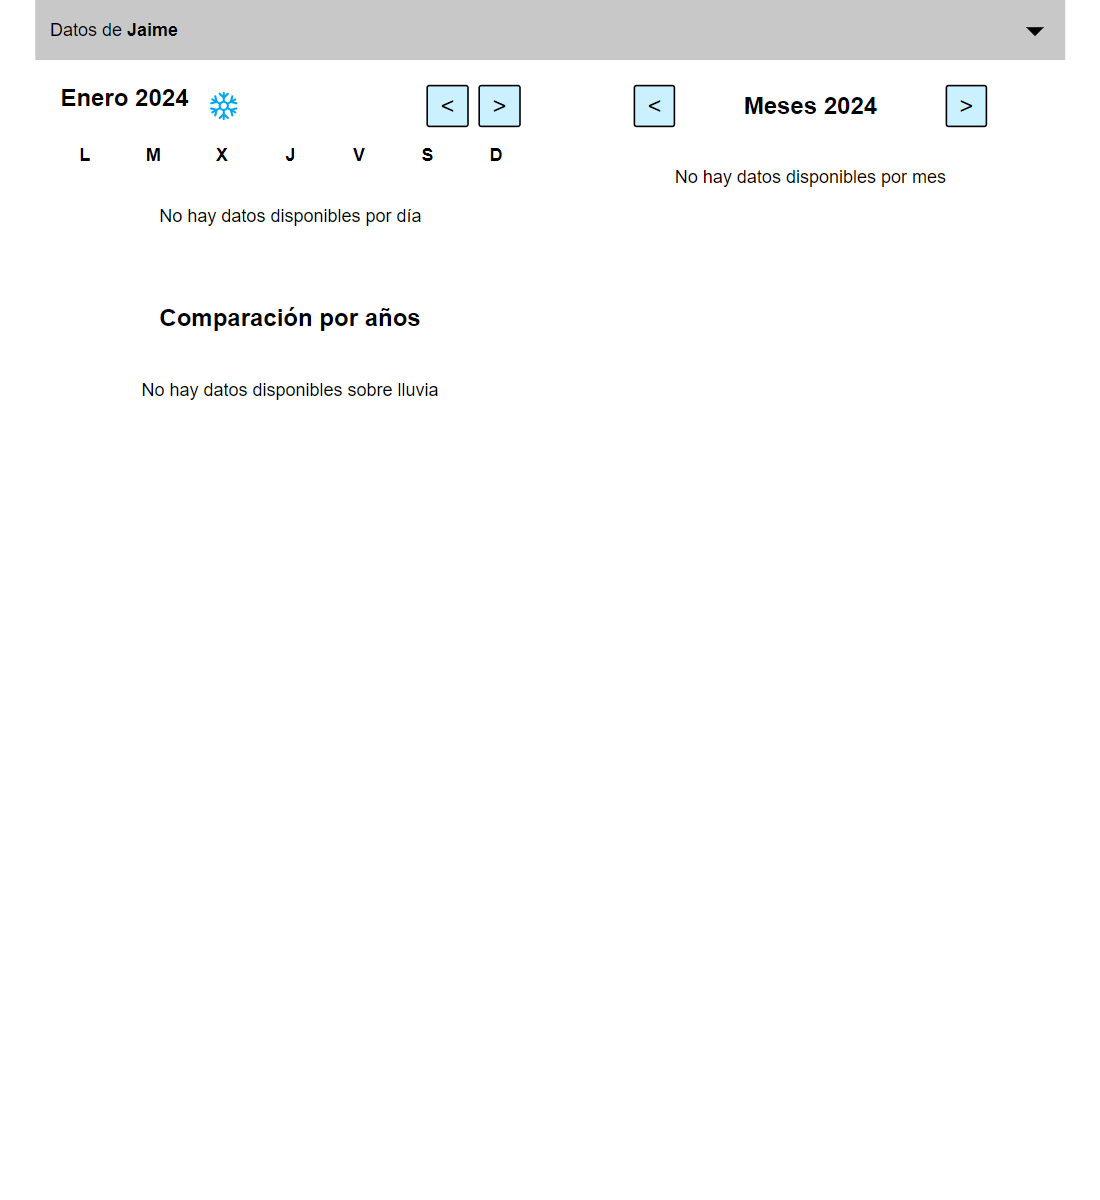 Datos de Jaime
Enero 2024
< >
L M X J V S D
No hay datos disponibles por día
< Meses 2024 >
No hay datos disponibles por mes
Comparación por años
No hay datos disponibles sobre lluvia